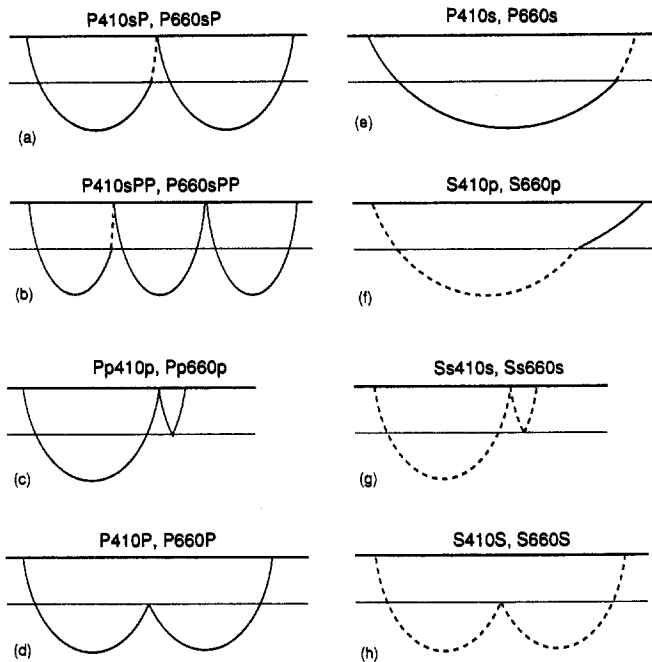 P410sP, P660sP
(a)
P410sPP, P660sPP
(b)
Pp410p, Pp660p
(c)
P410P, P660P
(d)
P410s, P660s
(e)
S410p, S660p
(f)
Ss410s, Ss660s
(g)
S410S, S660S
(h)